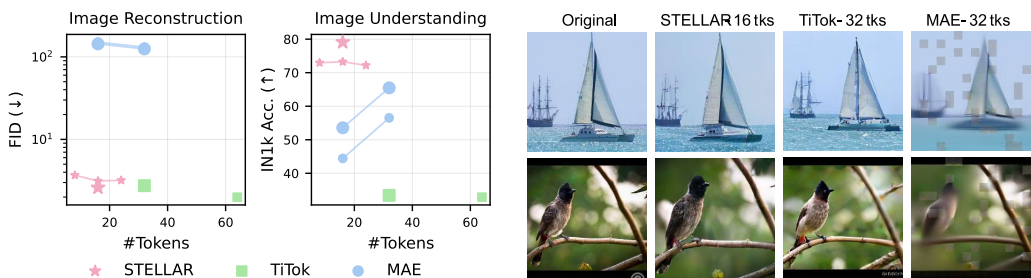 Image Reconstruction
FID (↓)
10²
10¹
20
40
60
#Tokens
Image Understanding
IN1k Acc. (↑)
80
70
60
50
40
20
40
60
#Tokens
STELLAR
TiTok
MAE
Original
STELLAR-16 tks
TiTok- 32 tks
MAE- 32 tks